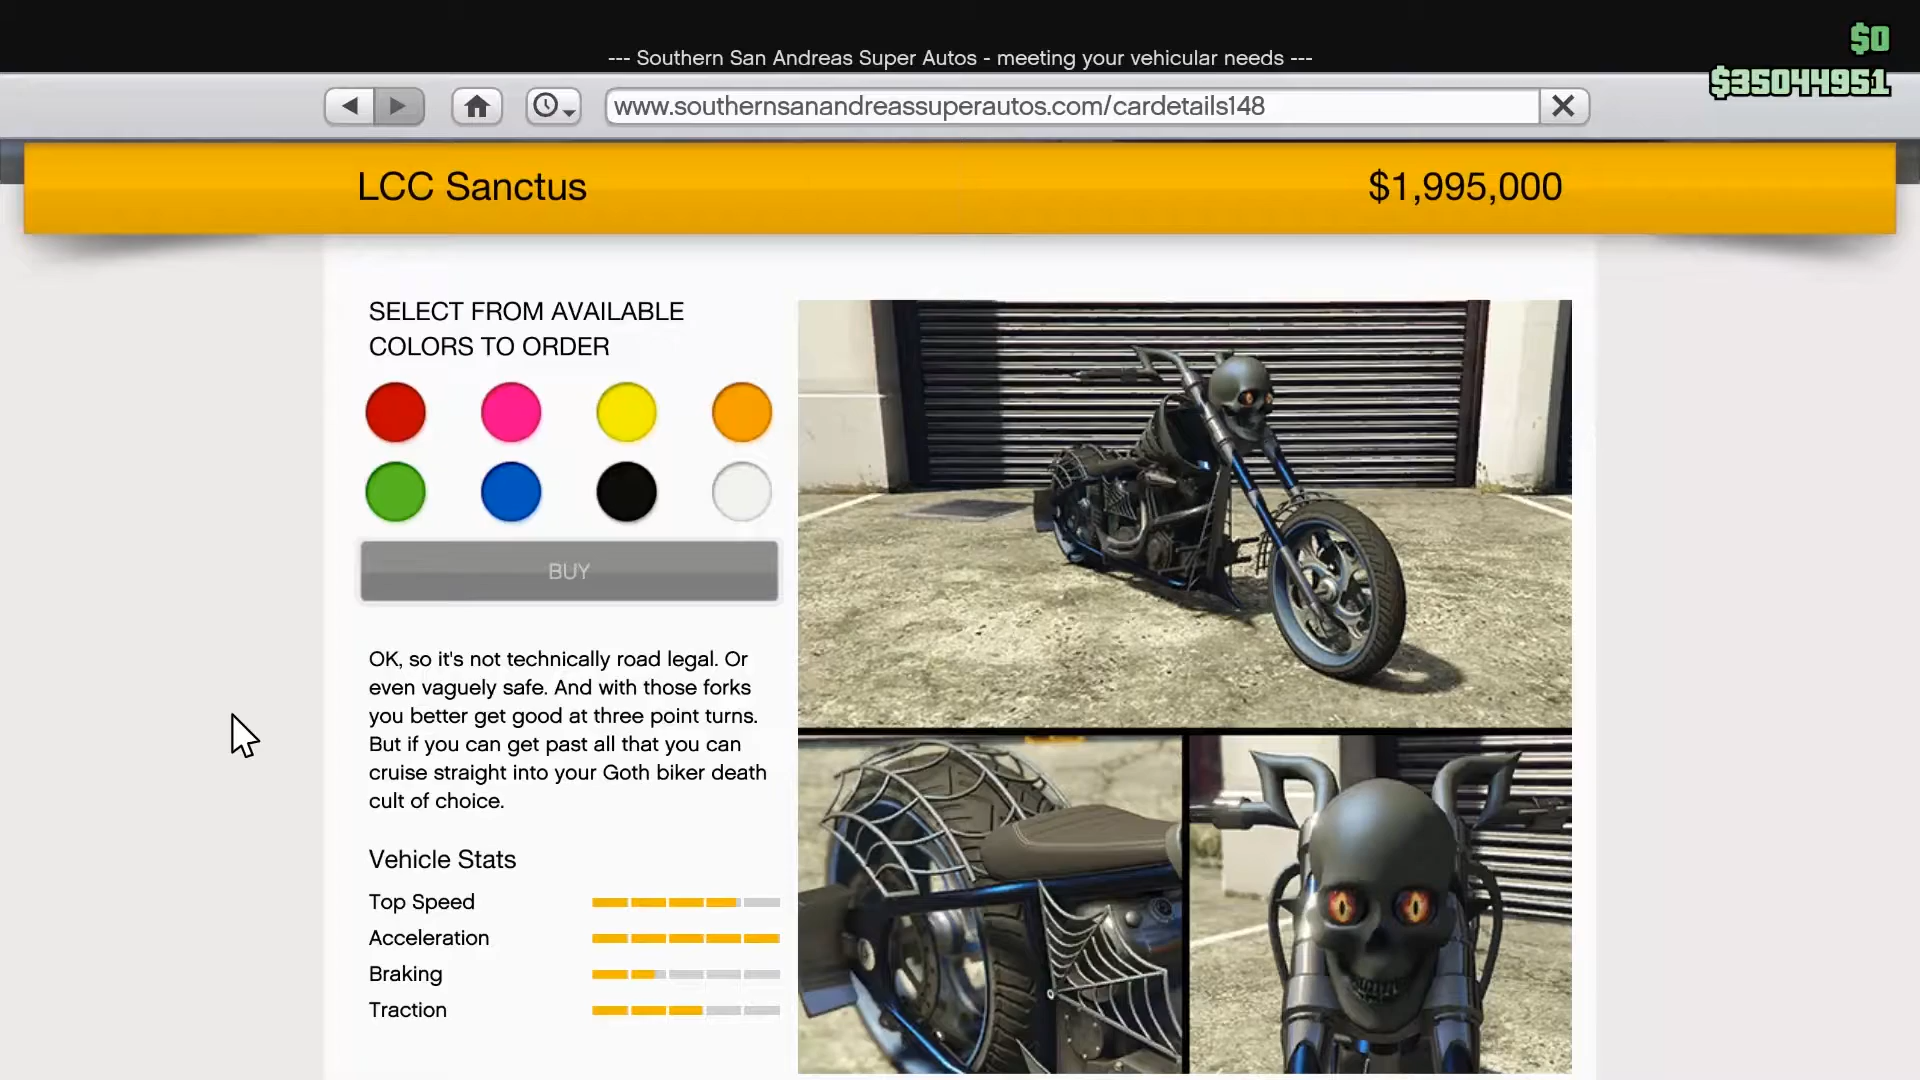 --- Southern San Andreas Super Autos - meeting your vehicular needs ---
$0
$35044951
www.southernsanandreassuperautos.com/cardetails148
LCC Sanctus
$1,995,000
SELECT FROM AVAILABLE
COLORS TO ORDER
BUY
OK, so it's not technically road legal. Or
even vaguely safe. And with those forks
you better get good at three point turns.
But if you can get past all that you can
cruise straight into your Goth biker death
cult of choice.
Vehicle Stats
Top Speed
Acceleration
Braking
Traction